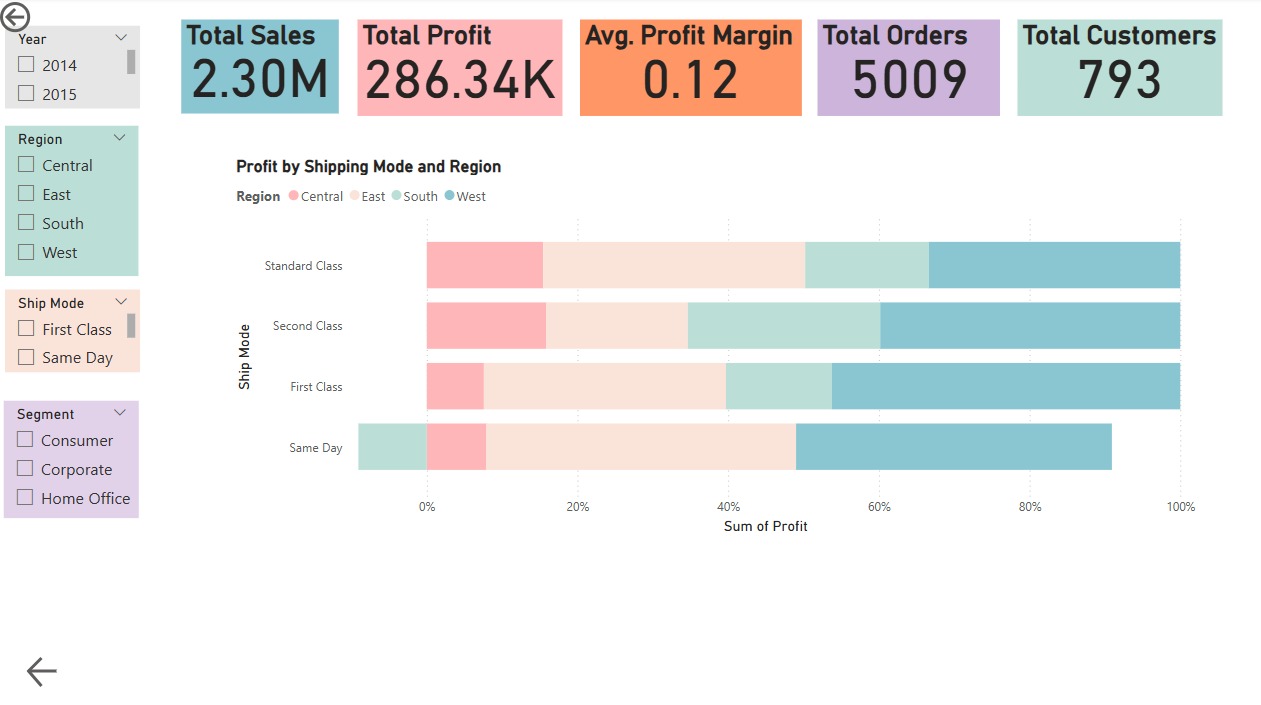 Year
2014
2015
Region
Central
East
South
West
Ship Mode
First Class
Same Day
Segment
Consumer
Corporate
Home Office
Total Sales
2.30M
Total Profit
286.34K
Avg. Profit Margin
0.12
Total Orders
5009
Total Customers
793
Profit by Shipping Mode and Region
Region Central East South West
Ship Mode
Standard Class
Second Class
First Class
Same Day
0% 20% 40% 60% 80% 100%
Sum of Profit